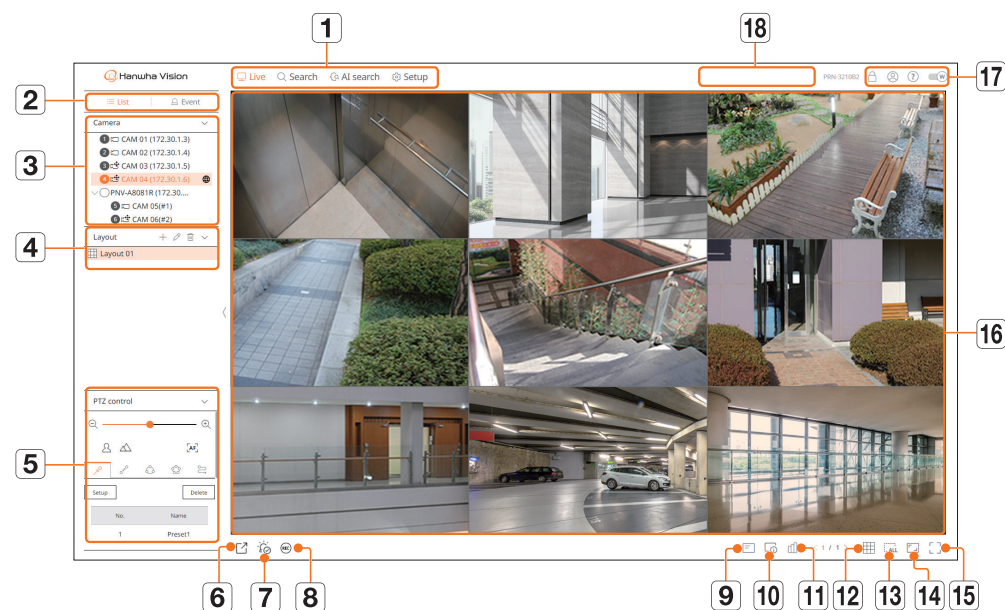 1
18
Hanwha Vision
Live
Search
AI search
Setup
PRN-3210B2
?
W
17
2
List
Event
Camera
3
1 CAM 01 (172.30.1.3)
2 CAM 02 (172.30.1.4)
3 CAM 03 (172.30.1.5)
4 CAM 04 (172.30.1.6)
PNV-A8081R (172.30....
5 CAM 05(#1)
6 CAM 06(#2)
4
Layout
Layout 01
16
PTZ control
AF
5
Setup
Delete
No. Name
1 Preset1
REC
1 / 1
ALL
6
7
8
9
10
11
12
13
14
15